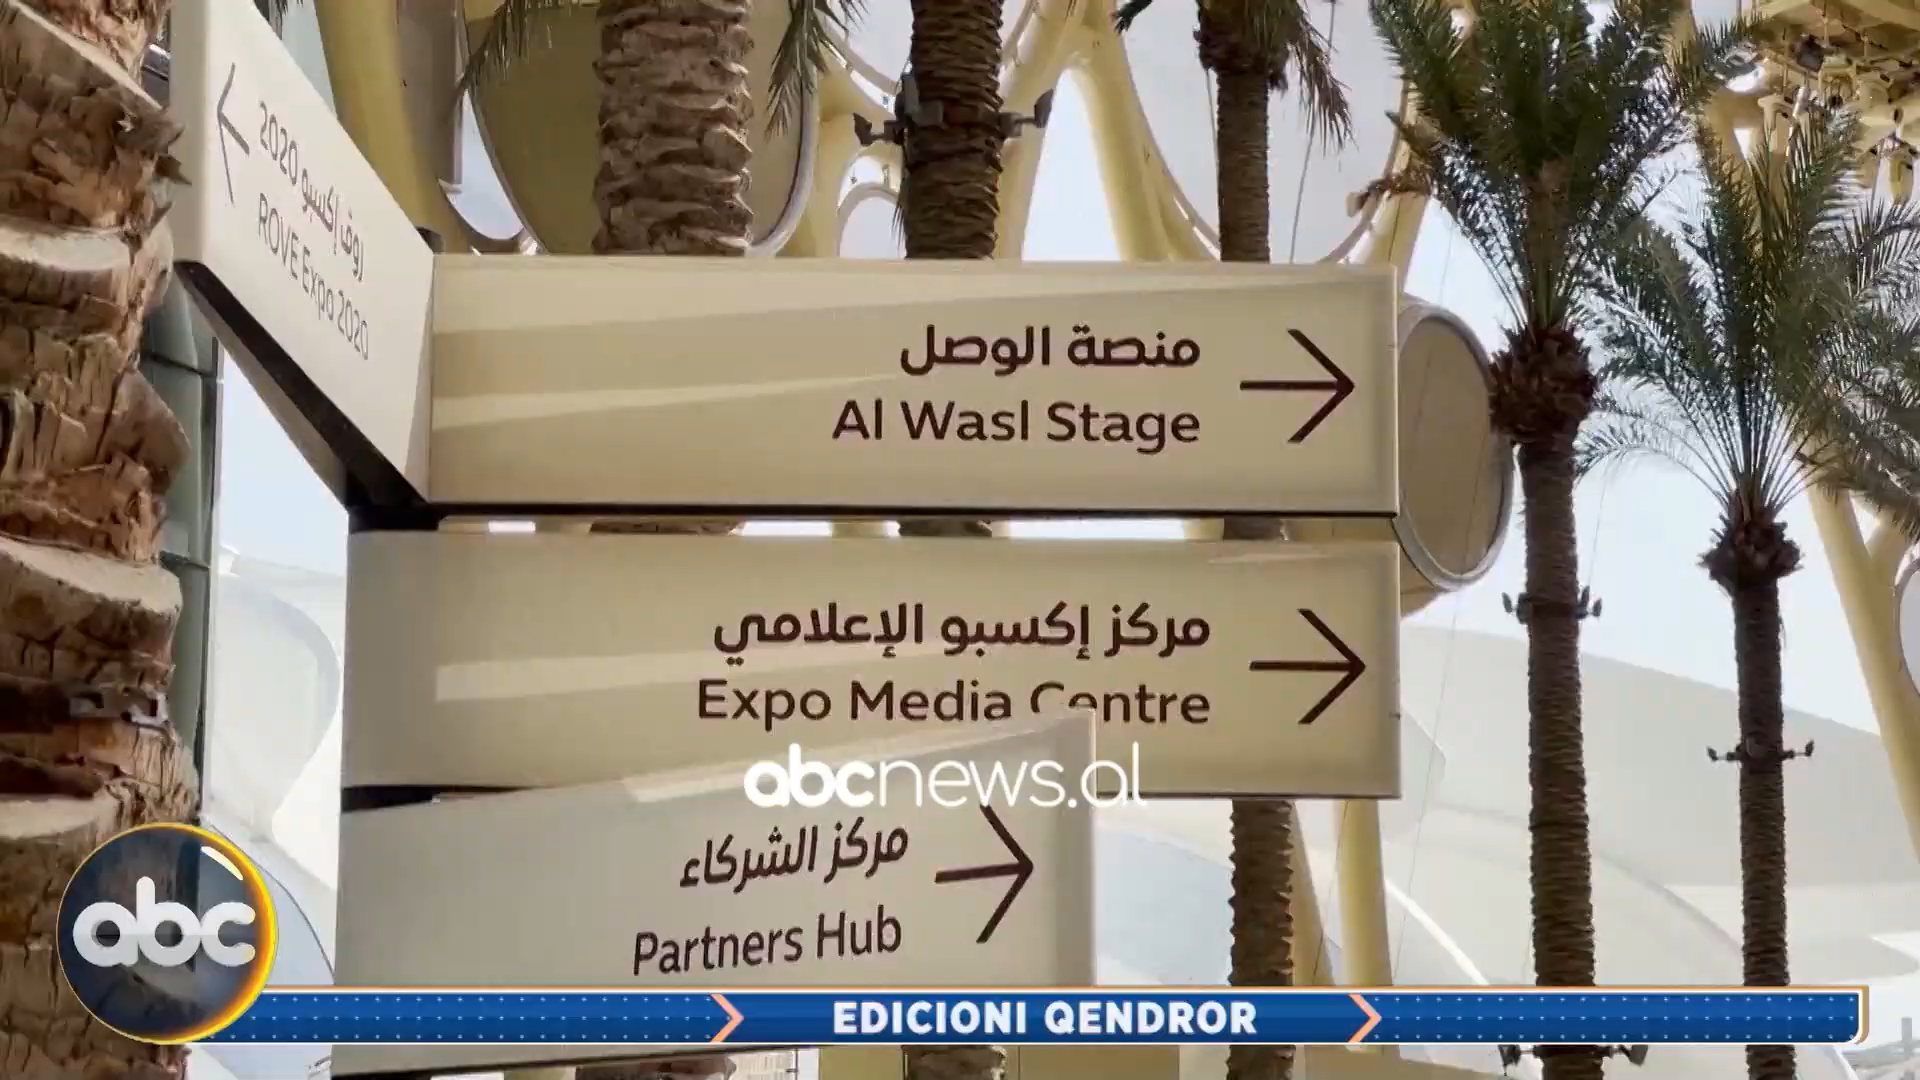 روڤ إكسبو 2020
ROVE Expo 2020
منصة الوصل
Al Wasl Stage
مركز إكسبو الإعلامي
Expo Media Centre
abcnews.al
مركز الشركاء
Partners Hub
abc
EDICIONI QENDROR